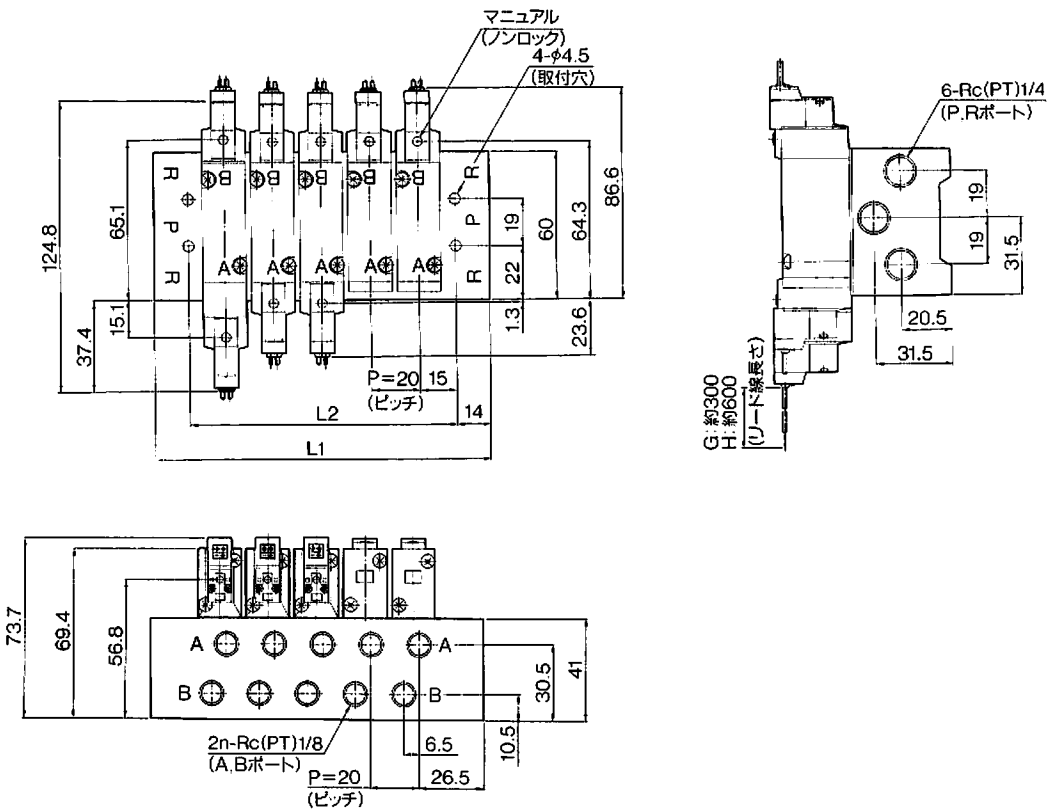 マニュアル
(ノンロック)
4-φ4.5
(取付穴)
R
B
B
B
B
B
R
P
P
A
A
A
A
A
R
R
124.8
65.1
37.4
15.1
19
22
1.3
60
64.3
86.6
23.6
P=20
(ピッチ)
15
14
L2
L1
6-Rc(PT)1/4
(P,Rポート)
19
19
31.5
20.5
31.5
G:約300
H:約600
(リード線長さ)
73.7
69.4
56.8
A
A
B
B
2n-Rc(PT)1/8
(A,Bポート)
P=20
(ピッチ)
6.5
26.5
10.5
30.5
41